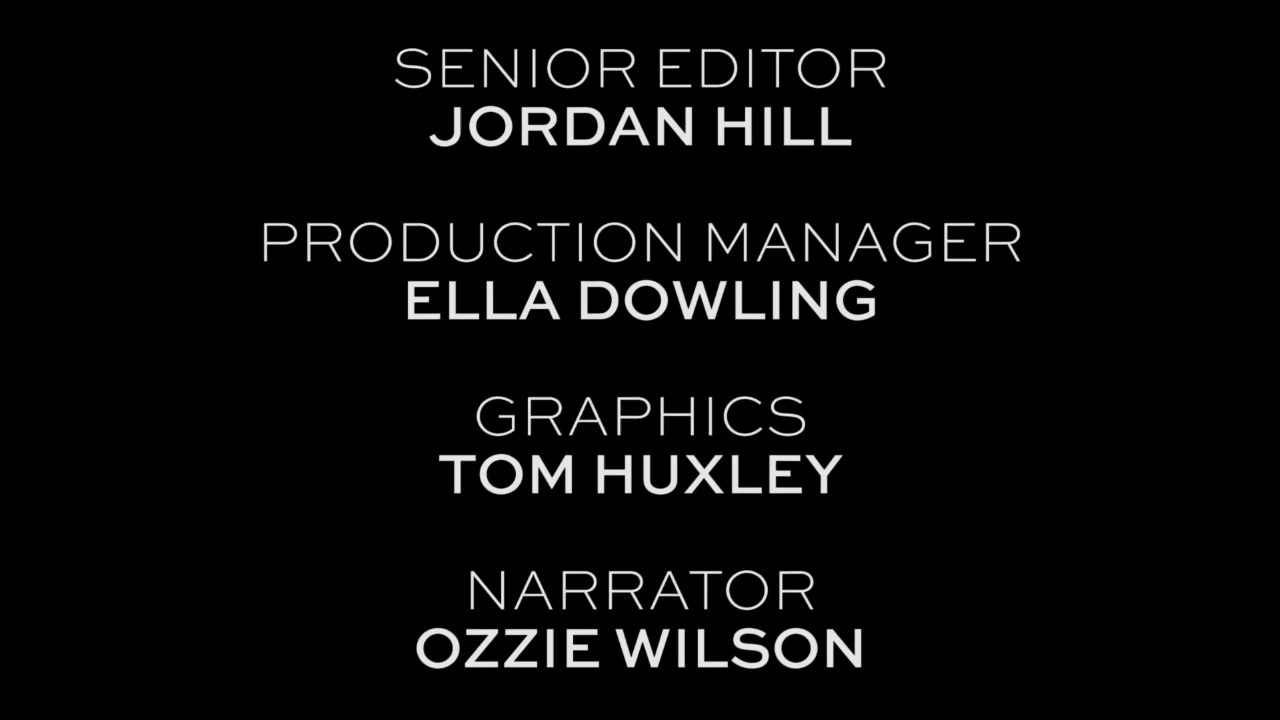 SENIOR EDITOR
JORDAN HILL
PRODUCTION MANAGER
ELLA DOWLING
GRAPHICS
TOM HUXLEY
NARRATOR
OZZIE WILSON